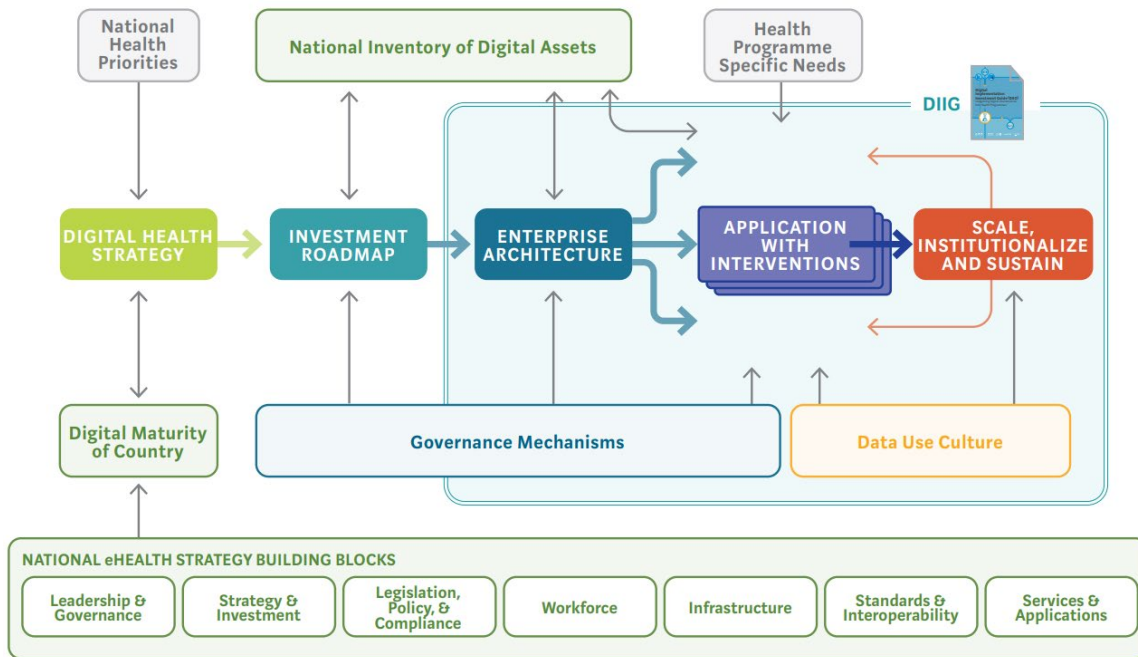 National
Health
Priorities
National Inventory of Digital Assets
Health
Programme
Specific Needs
DIIG
DIGITAL HEALTH
STRATEGY
INVESTMENT
ROADMAP
ENTERPRISE
ARCHITECTURE
APPLICATION
WITH
INTERVENTIONS
SCALE,
INSTITUTIONALIZE
AND SUSTAIN
Digital Maturity
of Country
Governance Mechanisms
Data Use Culture
NATIONAL eHEALTH STRATEGY BUILDING BLOCKS
Leadership &
Governance
Strategy &
Investment
Legislation,
Policy, &
Compliance
Workforce
Infrastructure
Standards &
Interoperability
Services &
Applications